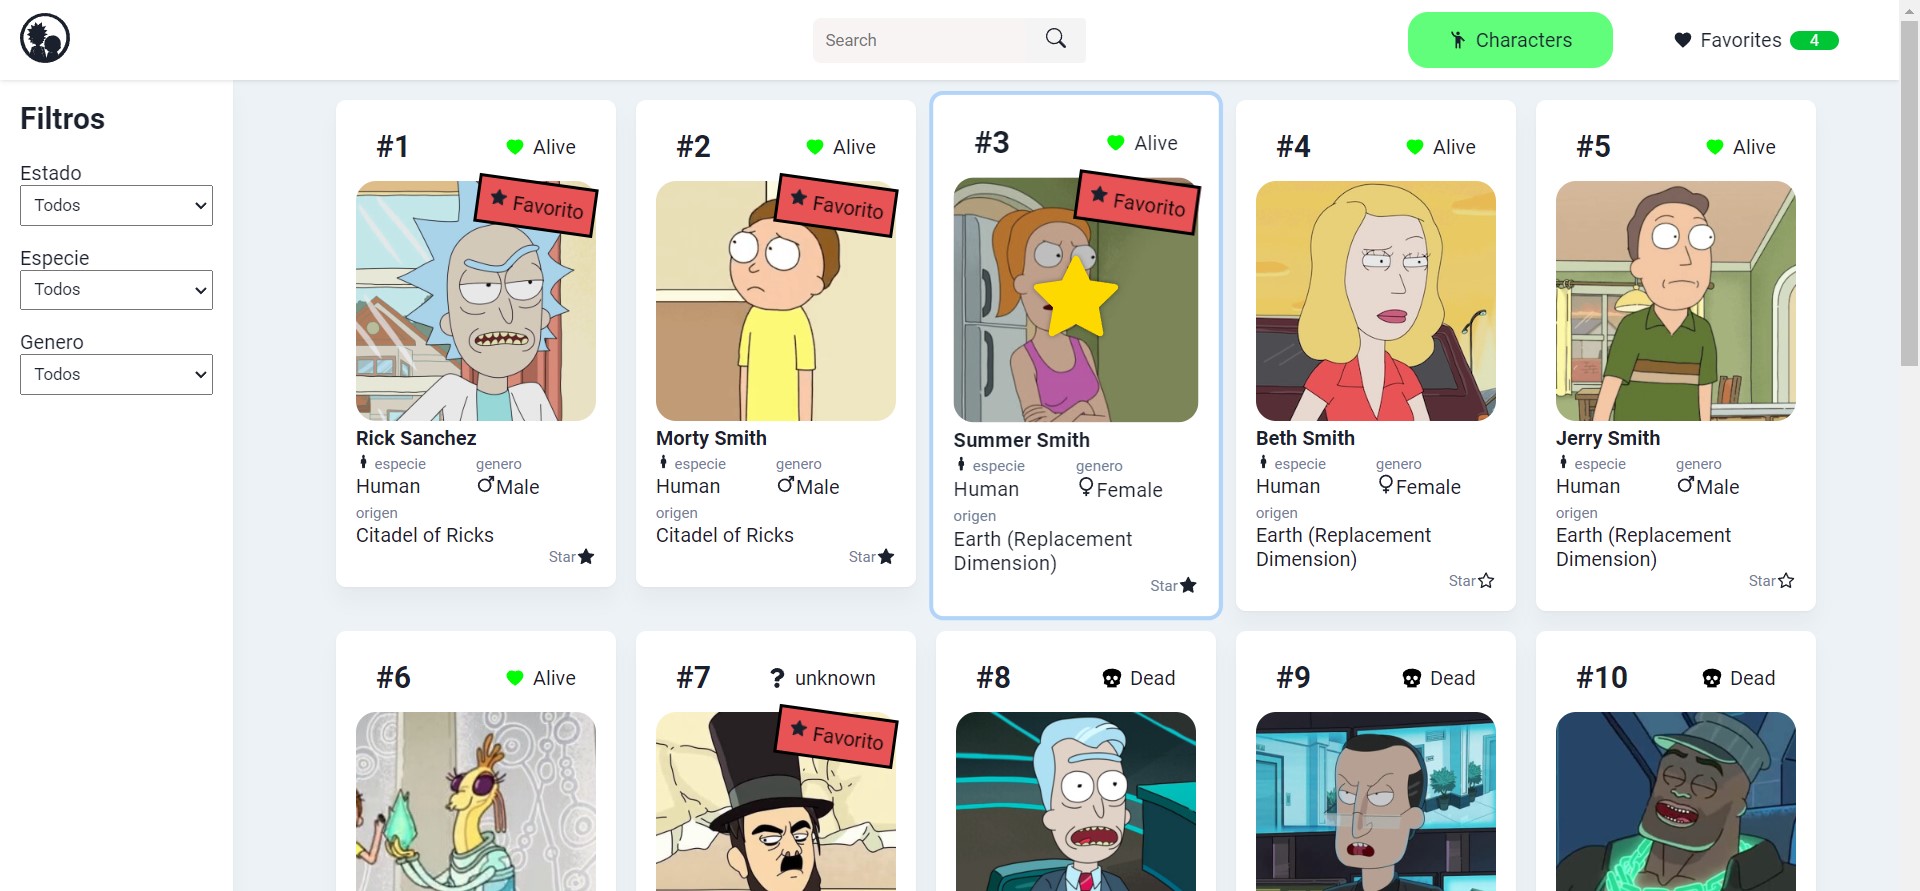 Search
Characters
Favorites 4
Filtros
Estado
Todos
Especie
Todos
Genero
Todos
#1 Alive
Favorito
Rick Sanchez
especie genero
Human Male
origen
Citadel of Ricks
Star
#2 Alive
Favorito
Morty Smith
especie genero
Human Male
origen
Citadel of Ricks
Star
#3 Alive
Favorito
Summer Smith
especie genero
Human Female
origen
Earth (Replacement
Dimension)
Star
#4 Alive
Beth Smith
especie genero
Human Female
origen
Earth (Replacement
Dimension)
Star
#5 Alive
Jerry Smith
especie genero
Human Male
origen
Earth (Replacement
Dimension)
Star
#6 Alive
#7 unknown
Favorito
#8 Dead
#9 Dead
#10 Dead